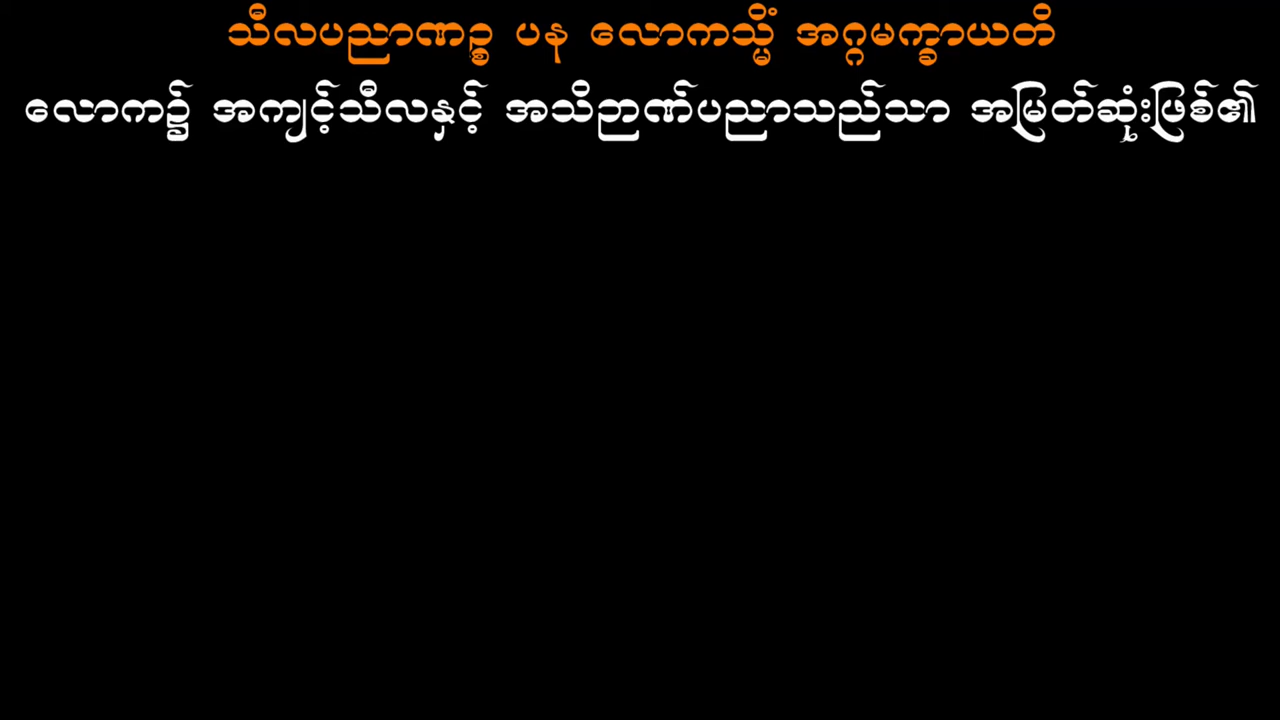 သီလပညာဏဉ္စ ပန လောကသ္မိံ အဂ္ဂမက္ခာယတိ
လောက၌ အကျင့်သီလနှင့် အသိဉာဏ်ပညာသည်သာ အမြတ်ဆုံးဖြစ်၏